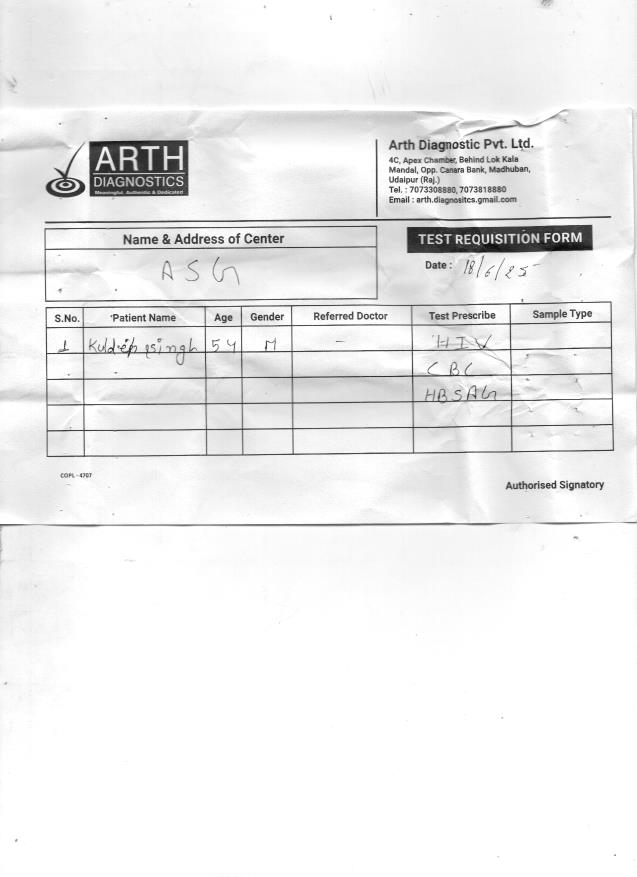 ARTH
DIAGNOSTICS
Meaningful, Authentic & Dedicated
Arth Diagnostic Pvt. Ltd.
4C, Apex Chamber, Behind Lok Kala
Mandal, Opp. Canara Bank, Madhuban,
Udaipur (Raj.)
Tel. : 7073308880, 7073818880
Email : arth.diagnositcs.gmail.com
Name & Address of Center
TEST REQUISITION FORM
ASG
Date : 18/6/25
S.No. Patient Name Age Gender Referred Doctor Test Prescribe Sample Type
1 Kuldeep singh 54 M - HIV
CBC
HBSAG
COPL-4707
Authorised Signatory